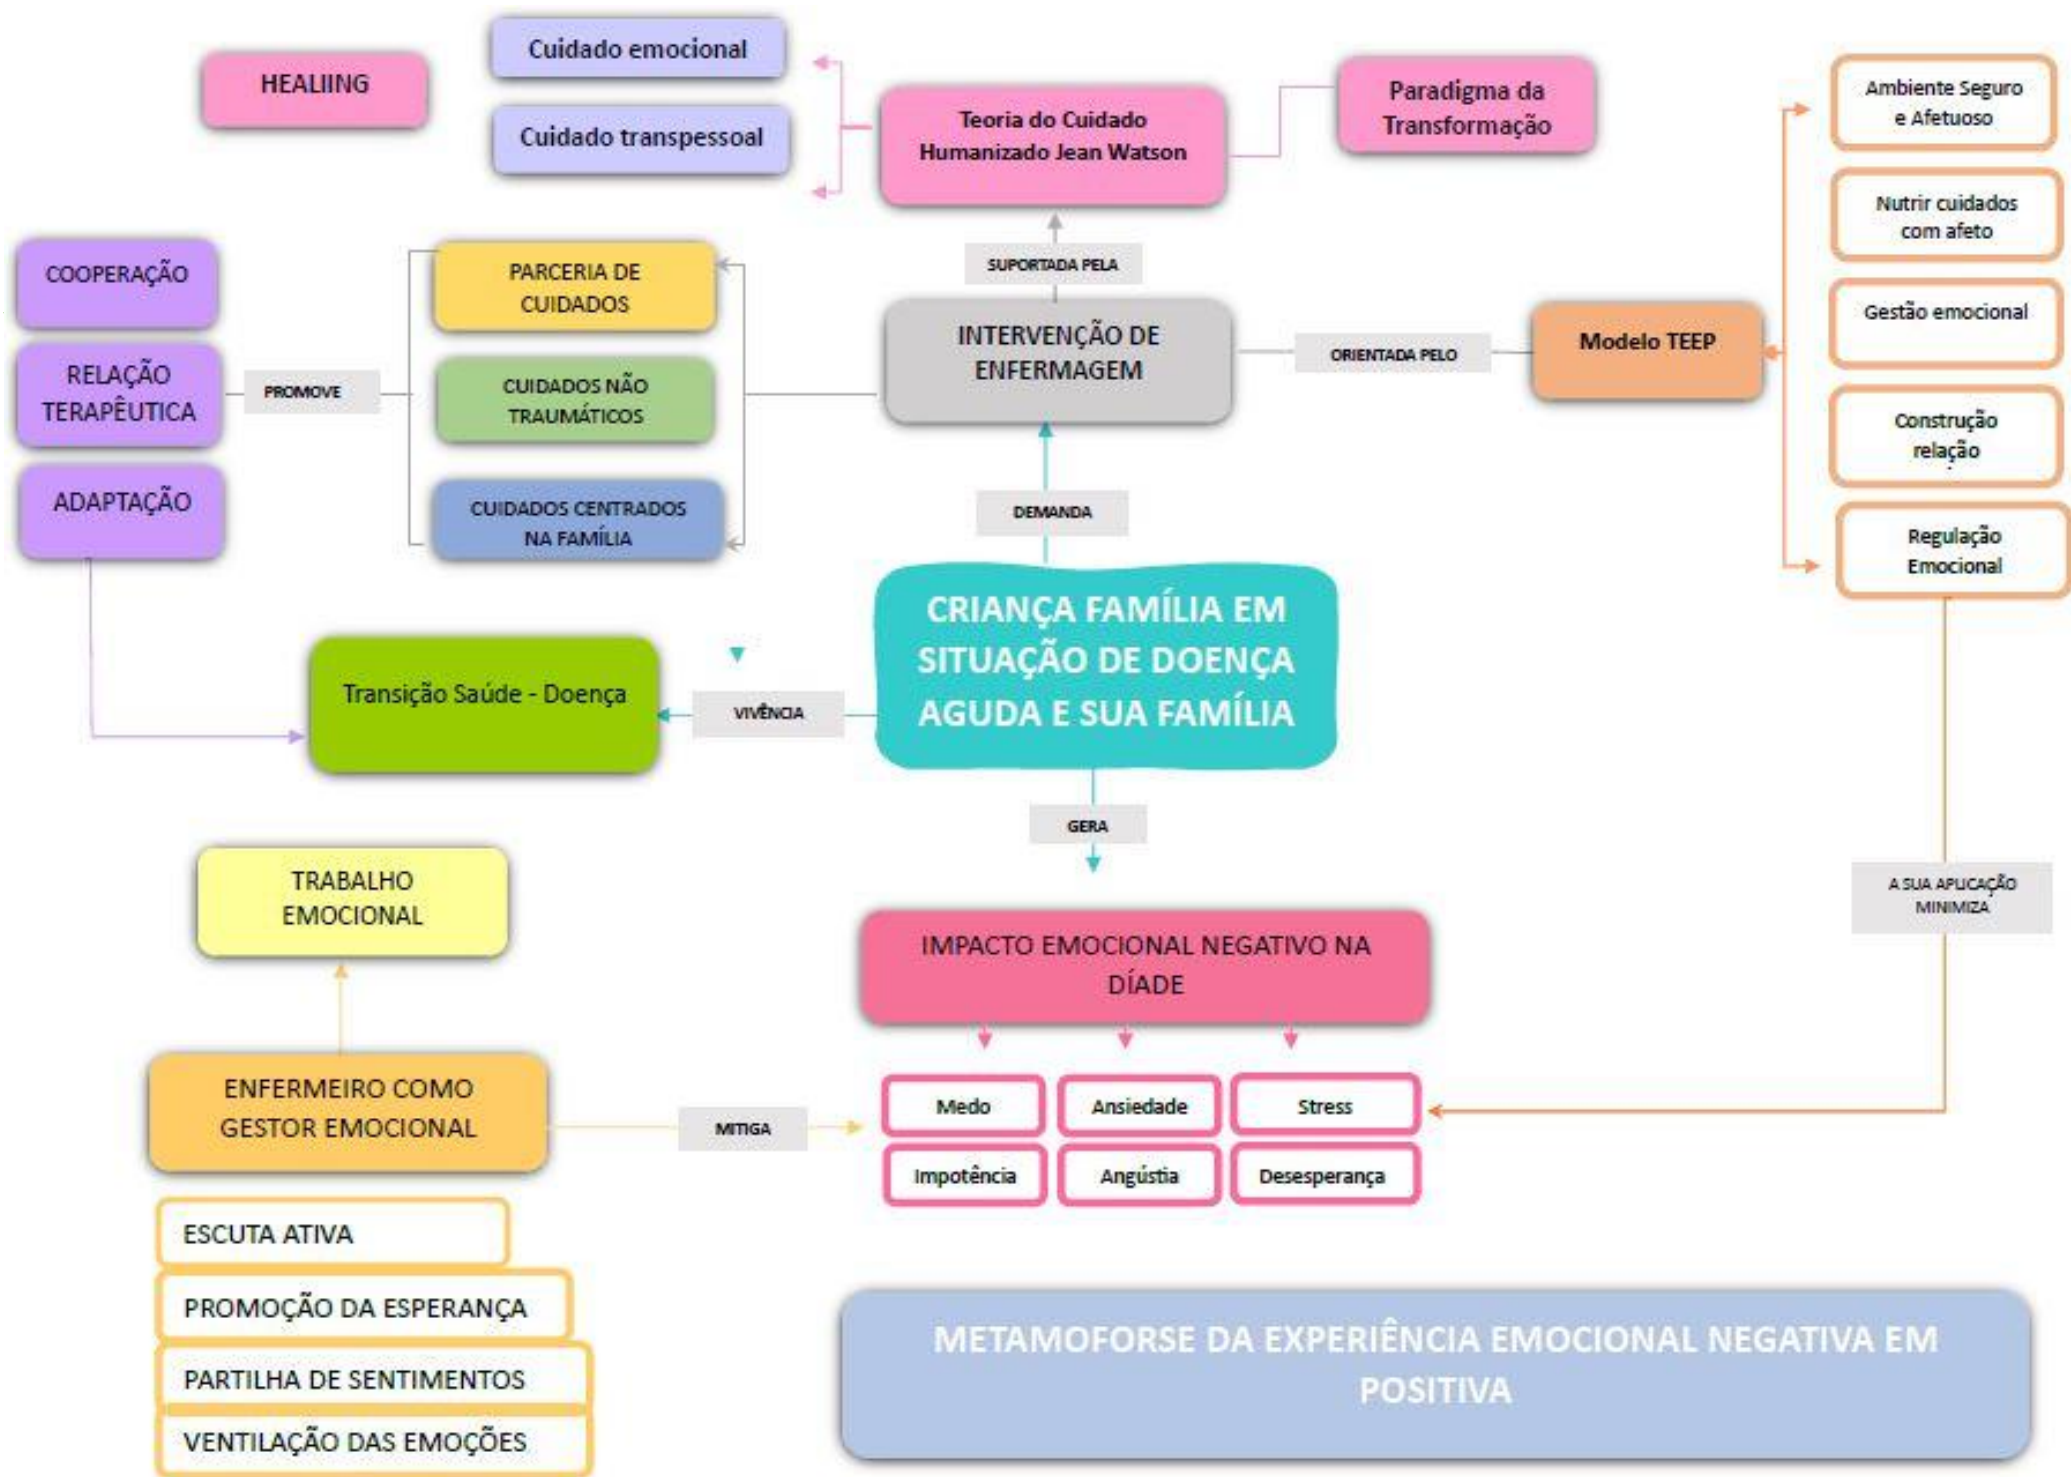 HEALIING
Cuidado emocional
Cuidado transpessoal
Teoria do Cuidado
Humanizado Jean Watson
Paradigma da
Transformação
Ambiente Seguro
e Afetuoso
Nutrir cuidados
com afeto
Gestão emocional
Construção
relação
.
Regulação
Emocional
COOPERAÇÃO
RELAÇÃO
TERAPÊUTICA
ADAPTAÇÃO
PROMOVE
PARCERIA DE
CUIDADOS
CUIDADOS NÃO
TRAUMÁTICOS
CUIDADOS CENTRADOS
NA FAMÍLIA
SUPORTADA PELA
INTERVENÇÃO DE
ENFERMAGEM
ORIENTADA PELO
Modelo TEEP
DEMANDA
CRIANÇA FAMÍLIA EM
SITUAÇÃO DE DOENÇA
AGUDA E SUA FAMÍLIA
VIVÊNCIA
Transição Saúde - Doença
GERA
A SUA APLICAÇÃO
MINIMIZA
TRABALHO
EMOCIONAL
IMPACTO EMOCIONAL NEGATIVO NA
DÍADE
ENFERMEIRO COMO
GESTOR EMOCIONAL
MITIGA
Medo
Ansiedade
Stress
Impotência
Angústia
Desesperança
ESCUTA ATIVA
PROMOÇÃO DA ESPERANÇA
PARTILHA DE SENTIMENTOS
VENTILAÇÃO DAS EMOÇÕES
METAMOFORSE DA EXPERIÊNCIA EMOCIONAL NEGATIVA EM
POSITIVA